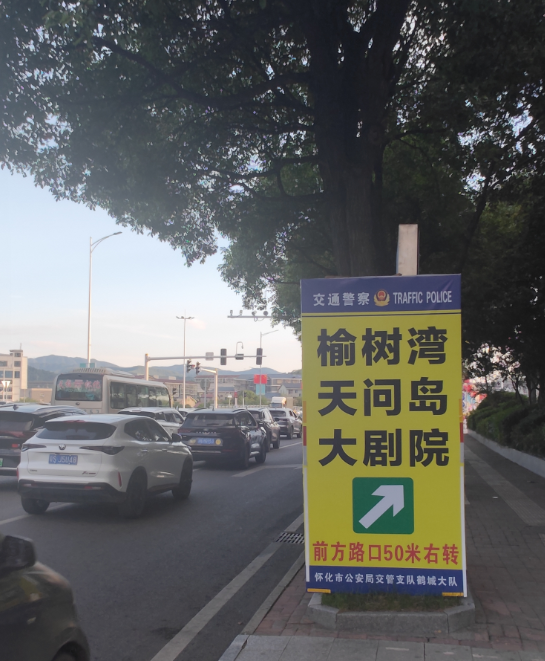 交通警察 TRAFFIC POLICE
榆树湾
天问岛
大剧院
前方路口50米右转
怀化市公安局交管支队鹤城大队